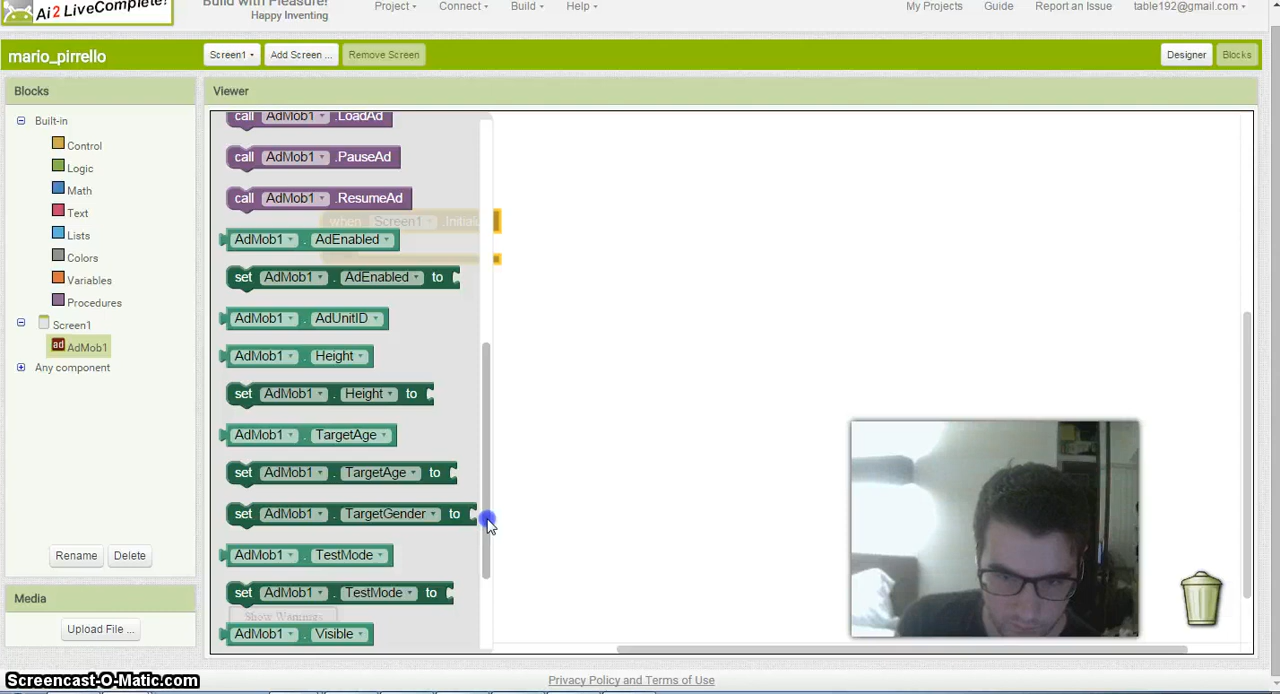 Ai2 LiveComplete!
Build with Pleasure!
Happy Inventing
Project Connect Build Help
My Projects Guide Report an Issue table192@gmail.com
mario_pirrello
Screen1 Add Screen ... Remove Screen
Designer Blocks
Blocks
Viewer
Built-in
Control
Logic
Math
Text
Lists
Colors
Variables
Procedures
Screen1
AdMob1
Any component
Rename Delete
Media
Upload File ...
call AdMob1 .LoadAd
call AdMob1 .PauseAd
call AdMob1 .ResumeAd
when Screen1 .Initialize
AdMob1 . AdEnabled
set AdMob1 . AdEnabled to
AdMob1 . AdUnitID
AdMob1 . Height
set AdMob1 . Height to
AdMob1 . TargetAge
set AdMob1 . TargetAge to
set AdMob1 . TargetGender to
AdMob1 . TestMode
set AdMob1 . TestMode to
Show Warnings
AdMob1 . Visible
Privacy Policy and Terms of Use
Screencast-O-Matic.com